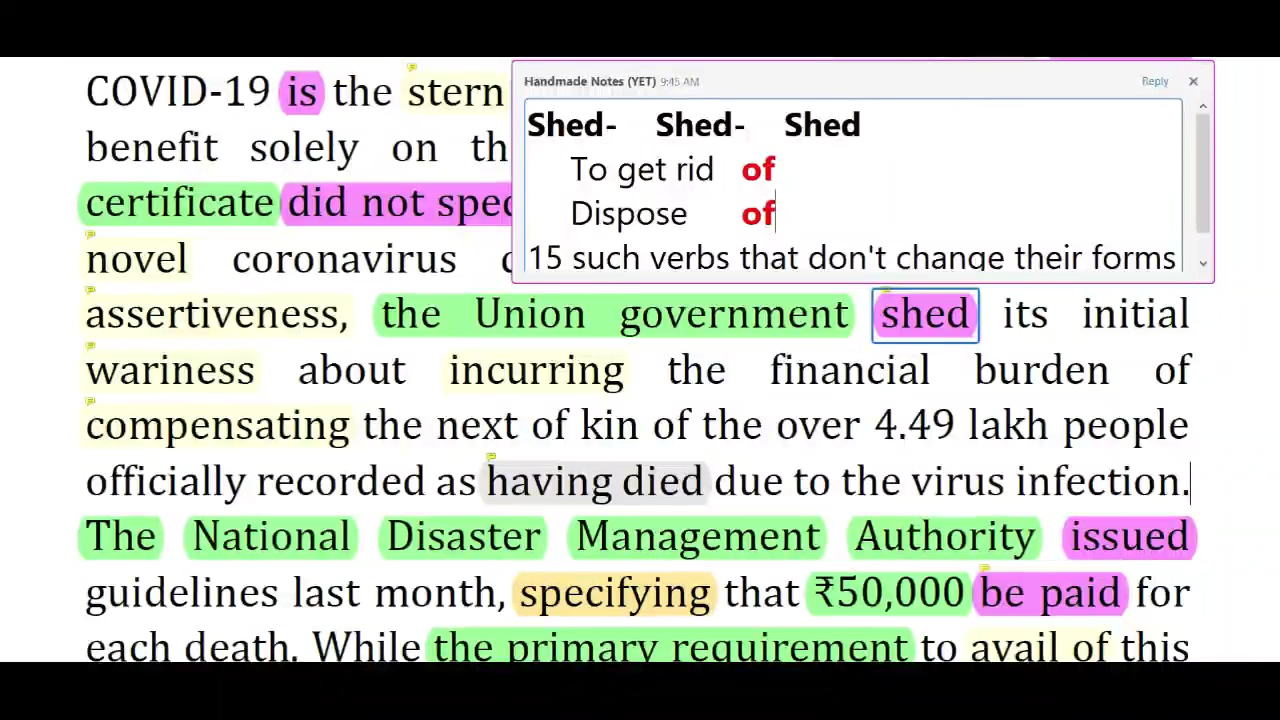 Handmade Notes (YET) 9:45 AM Reply
Shed- Shed- Shed
To get rid of
Dispose of
15 such verbs that don't change their forms
COVID-19 is the stern
benefit solely on
certificate did not
novel coronavirus
assertiveness, the Union government shed its initial
wariness about incurring the financial burden of
compensating the next of kin of the over 4.49 lakh people
officially recorded as having died due to the virus infection.
The National Disaster Management Authority issued
guidelines last month, specifying that ₹50,000 be paid for
each death. While the primary requirement to avail of this